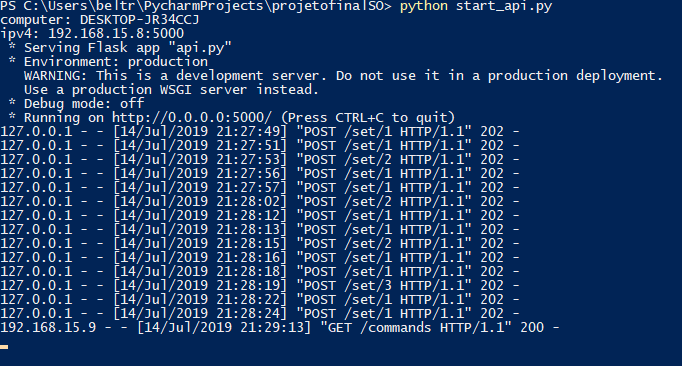 PS C:\Users\beltr\PycharmProjects\projetofinalSO> python start_api.py
computer: DESKTOP-JR34CCJ
ipv4: 192.168.15.8:5000
* Serving Flask app "api.py"
* Environment: production
WARNING: This is a development server. Do not use it in a production deployment.
Use a production WSGI server instead.
* Debug mode: off
* Running on http://0.0.0.0:5000/ (Press CTRL+C to quit)
127.0.0.1 - - [14/Jul/2019 21:27:49] "POST /set/1 HTTP/1.1" 202 -
127.0.0.1 - - [14/Jul/2019 21:27:51] "POST /set/1 HTTP/1.1" 202 -
127.0.0.1 - - [14/Jul/2019 21:27:53] "POST /set/2 HTTP/1.1" 202 -
127.0.0.1 - - [14/Jul/2019 21:27:56] "POST /set/1 HTTP/1.1" 202 -
127.0.0.1 - - [14/Jul/2019 21:27:57] "POST /set/1 HTTP/1.1" 202 -
127.0.0.1 - - [14/Jul/2019 21:28:02] "POST /set/2 HTTP/1.1" 202 -
127.0.0.1 - - [14/Jul/2019 21:28:12] "POST /set/1 HTTP/1.1" 202 -
127.0.0.1 - - [14/Jul/2019 21:28:13] "POST /set/1 HTTP/1.1" 202 -
127.0.0.1 - - [14/Jul/2019 21:28:15] "POST /set/2 HTTP/1.1" 202 -
127.0.0.1 - - [14/Jul/2019 21:28:16] "POST /set/1 HTTP/1.1" 202 -
127.0.0.1 - - [14/Jul/2019 21:28:18] "POST /set/1 HTTP/1.1" 202 -
127.0.0.1 - - [14/Jul/2019 21:28:19] "POST /set/3 HTTP/1.1" 202 -
127.0.0.1 - - [14/Jul/2019 21:28:22] "POST /set/1 HTTP/1.1" 202 -
127.0.0.1 - - [14/Jul/2019 21:28:24] "POST /set/1 HTTP/1.1" 202 -
192.168.15.9 - - [14/Jul/2019 21:29:13] "GET /commands HTTP/1.1" 200 -